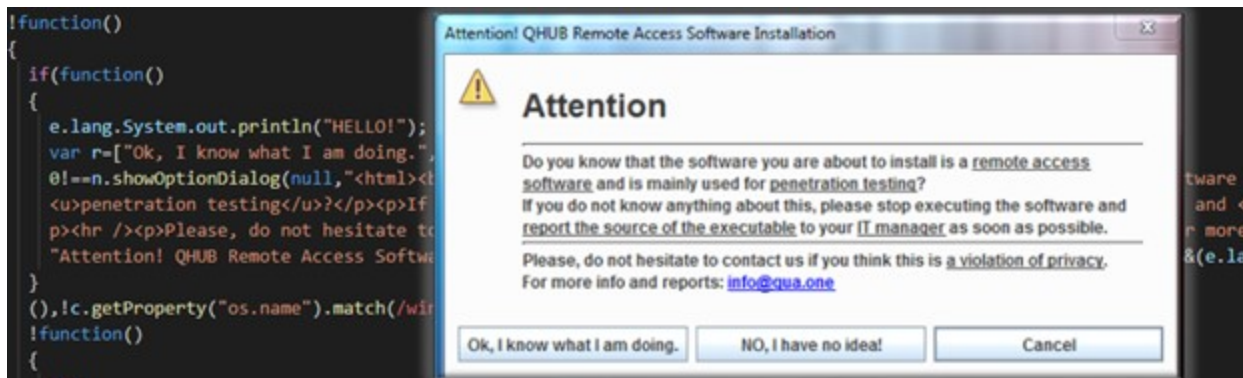 !function()
{
if(function()
{
e.lang.System.out.println("HELLO!");
var r=["Ok, I know what I am doing.",
0!==n.showOptionDialog(null,"<html><
<u>penetration testing</u>?</p><p>If
p><hr /><p>Please, do not hesitate
"Attention! QHUB Remote Access
}
(),!c.getProperty("os.name").match(
!function()
{
Attention! QHUB Remote Access Software Installation
Attention
Do you know that the software you are about to install is a remote access
software and is mainly used for penetration testing?
If you do not know anything about this, please stop executing the software and
report the source of the executable to your IT manager as soon as possible.
Please, do not hesitate to contact us if you think this is a violation of privacy.
For more info and reports: info@qua.one
Ok, I know what I am doing.
NO, I have no idea!
Cancel